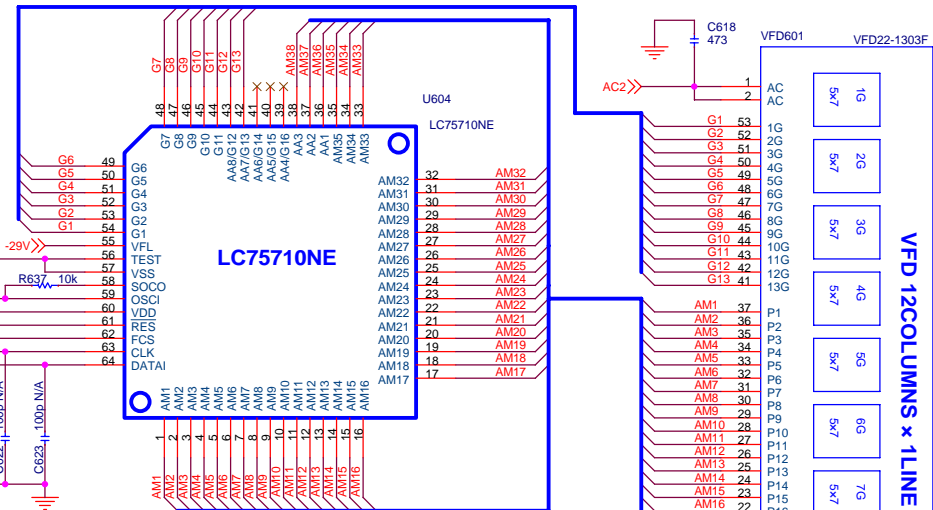 C618
473
VFD601
VFD22-1303F
AC2
1 AC
2 AC
U604
LC75710NE
LC75710NE
G7 G8 G9 G10 G11 G12 G13 AM38 AM37 AM36 AM35 AM34 AM33
48 47 46 45 44 43 42 41 40 39 38 37 36 35 34 33
G7 G8 G9 G10 G11 AA8/G12 AA7/G13 AA6/G14 AA5/G15 AA4/G16 AA3 AA2 AA1 AM35 AM34 AM33
G6 49 G6
G5 50 G5
G4 51 G4
G3 52 G3
G2 53 G2
G1 54 G1
-29V 55 VFL
56 TEST
57 VSS
R637 10k 58 SOCO
59 OSCI
60 VDD
61 RES
62 FCS
63 CLK
64 DATAI
100p N/A
C623 100p N/A
AM32 32 AM32
AM31 31 AM31
AM30 30 AM30
AM29 29 AM29
AM28 28 AM28
AM27 27 AM27
AM26 26 AM26
AM25 25 AM25
AM24 24 AM24
AM23 23 AM23
AM22 22 AM22
AM21 21 AM21
AM20 20 AM20
AM19 19 AM19
AM18 18 AM18
AM17 17 AM17
AM1 AM2 AM3 AM4 AM5 AM6 AM7 AM8 AM9 AM10 AM11 AM12 AM13 AM14 AM15 AM16
1 2 3 4 5 6 7 8 9 10 11 12 13 14 15 16
AM1 AM2 AM3 AM4 AM5 AM6 AM7 AM8 AM9 AM10 AM11 AM12 AM13 AM14 AM15 AM16
G1 53 1G
G2 52 2G
G3 51 3G
G4 50 4G
G5 49 5G
G6 48 6G
G7 47 7G
G8 46 8G
G9 45 9G
G10 44 10G
G11 43 11G
G12 42 12G
G13 41 13G
AM1 37 P1
AM2 36 P2
AM3 35 P3
AM4 34 P4
AM5 33 P5
AM6 32 P6
AM7 31 P7
AM8 30 P8
AM9 29 P9
AM10 28 P10
AM11 27 P11
AM12 26 P12
AM13 25 P13
AM14 24 P14
AM15 23 P15
AM16 22
1G 5x7
2G 5x7
3G 5x7
4G 5x7
5G 5x7
6G 5x7
7G 5x7
VFD 12COLUMNS × 1LINE